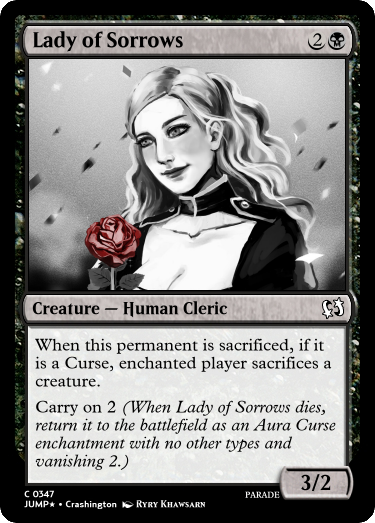 Lady of Sorrows 2
Creature — Human Cleric
When this permanent is sacrificed, if it
is a Curse, enchanted player sacrifices a
creature.
Carry on 2 (When Lady of Sorrows dies,
return it to the battlefield as an Aura Curse
enchantment with no other types and
vanishing 2.)
3/2
C 0347
PARADE
JUMP★ • Crashington Ryry Khawsarn